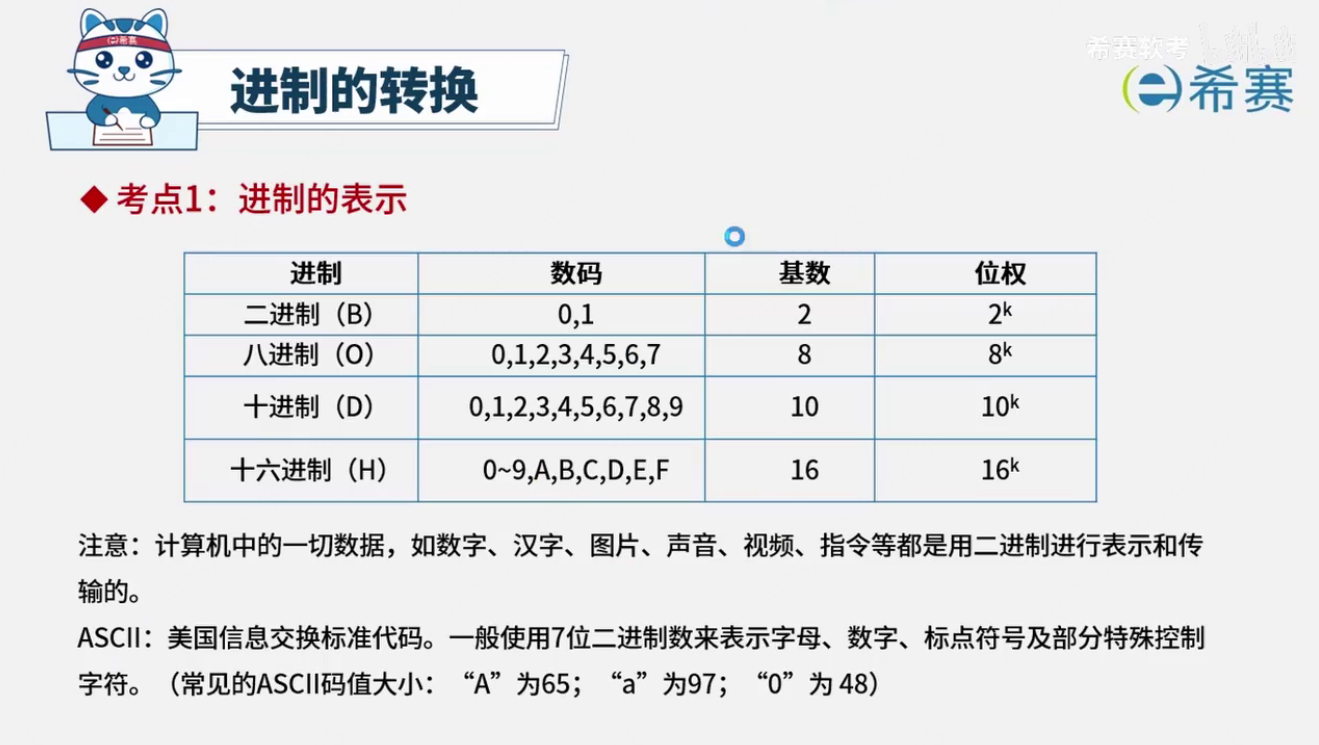 希赛
进制的转换
希赛软考
希赛
◆ 考点1：进制的表示
进制 数码 基数 位权
二进制（B） 0,1 2 2ᵏ
八进制（O） 0,1,2,3,4,5,6,7 8 8ᵏ
十进制（D） 0,1,2,3,4,5,6,7,8,9 10 10ᵏ
十六进制（H） 0~9,A,B,C,D,E,F 16 16ᵏ
注意：计算机中的一切数据，如数字、汉字、图片、声音、视频、指令等都是用二进制进行表示和传
输的。
ASCII：美国信息交换标准代码。一般使用7位二进制数来表示字母、数字、标点符号及部分特殊控制
字符。（常见的ASCII码值大小：“A”为65；“a”为97；“0”为 48）